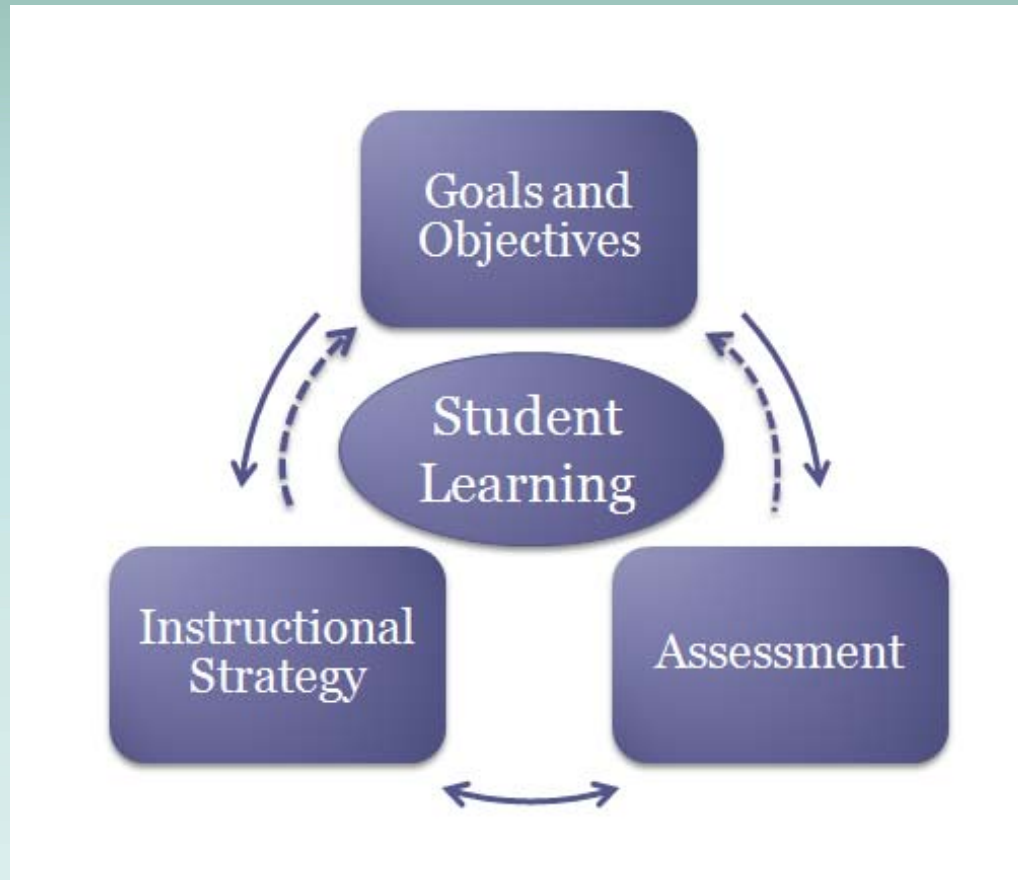 Goals and
Objectives
Student
Learning
Instructional
Strategy
Assessment